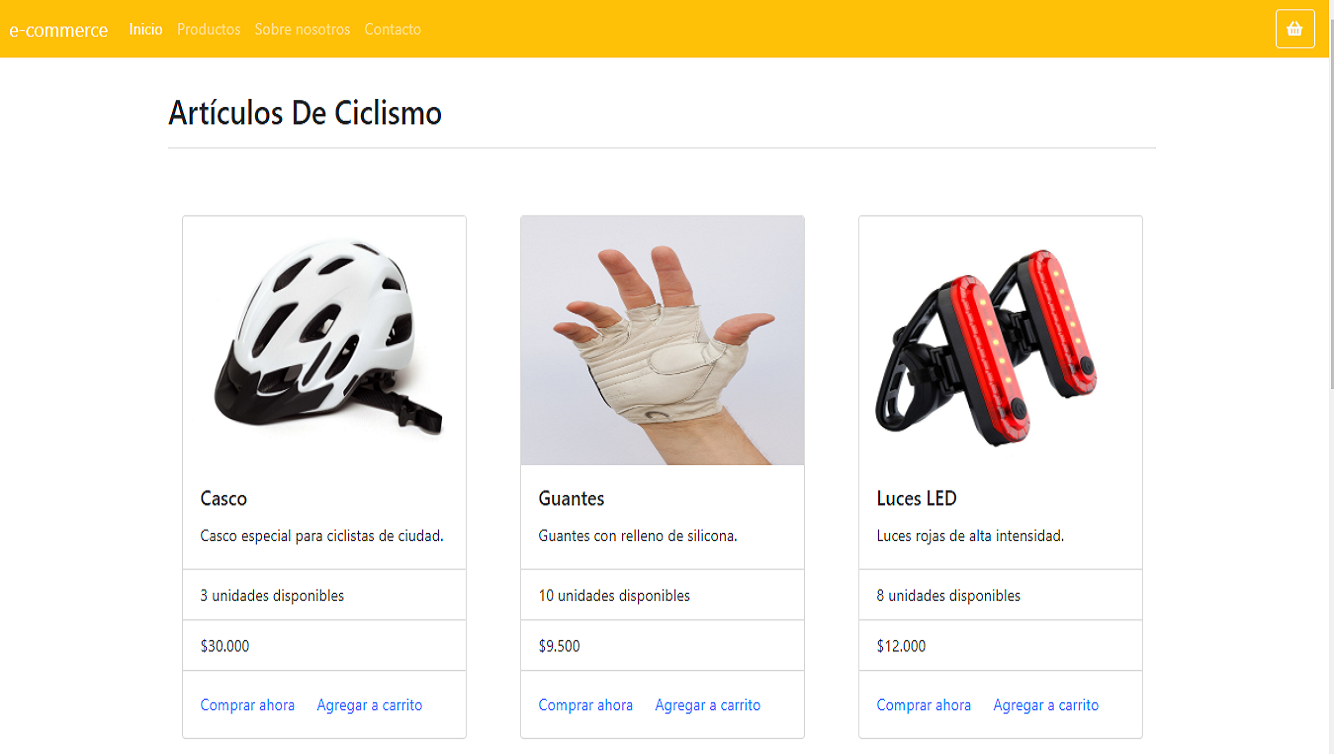 e-commerce Inicio Productos Sobre nosotros Contacto
Artículos De Ciclismo
Casco
Casco especial para ciclistas de ciudad.
3 unidades disponibles
$30.000
Comprar ahora Agregar a carrito
Guantes
Guantes con relleno de silicona.
10 unidades disponibles
$9.500
Comprar ahora Agregar a carrito
Luces LED
Luces rojas de alta intensidad.
8 unidades disponibles
$12.000
Comprar ahora Agregar a carrito